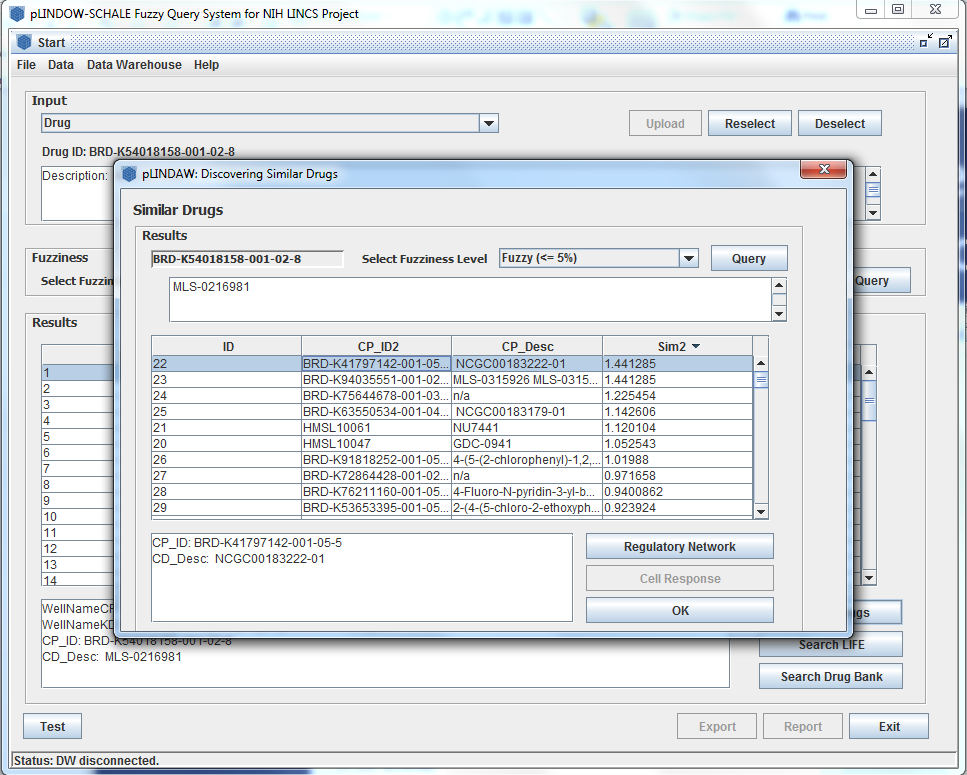 pLINDOW-SCHALE Fuzzy Query System for NIH LINCS Project
Start
File Data Data Warehouse Help
Input
Drug
Upload Reselect Deselect
Drug ID: BRD-K54018158-001-02-8
Description:
pLINDAW: Discovering Similar Drugs
Similar Drugs
Results
BRD-K54018158-001-02-8 Select Fuzziness Level Fuzzy (<= 5%) Query
MLS-0216981
ID CP_ID2 CP_Desc Sim2
22 BRD-K41797142-001-05... NCGC00183222-01 1.441285
23 BRD-K94035551-001-02... MLS-0315926 MLS-0315... 1.441285
24 BRD-K75644678-001-03... n/a 1.225454
25 BRD-K63550534-001-04... NCGC00183179-01 1.142606
21 HMSL10061 NU7441 1.120104
20 HMSL10047 GDC-0941 1.052543
26 BRD-K91818252-001-05... 4-(5-(2-chlorophenyl)-1,2,... 1.01988
27 BRD-K72864428-001-02... n/a 0.971658
28 BRD-K76211160-001-05... 4-Fluoro-N-pyridin-3-yl-b... 0.9400862
29 BRD-K53653395-001-05... 2-(4-(5-chloro-2-ethoxyph... 0.923924
CP_ID: BRD-K41797142-001-05-5
CD_Desc: NCGC00183222-01
Regulatory Network
Cell Response
OK
Fuzziness
Select Fuzzin
Query
Results
1
2
3
4
5
6
7
8
9
10
11
12
13
14
WellNameCP
WellNameKD
CP_ID: BRD-K54018158-001-02-8
CD_Desc: MLS-0216981
gs
Search LIFE
Search Drug Bank
Test Export Report Exit
Status: DW disconnected.